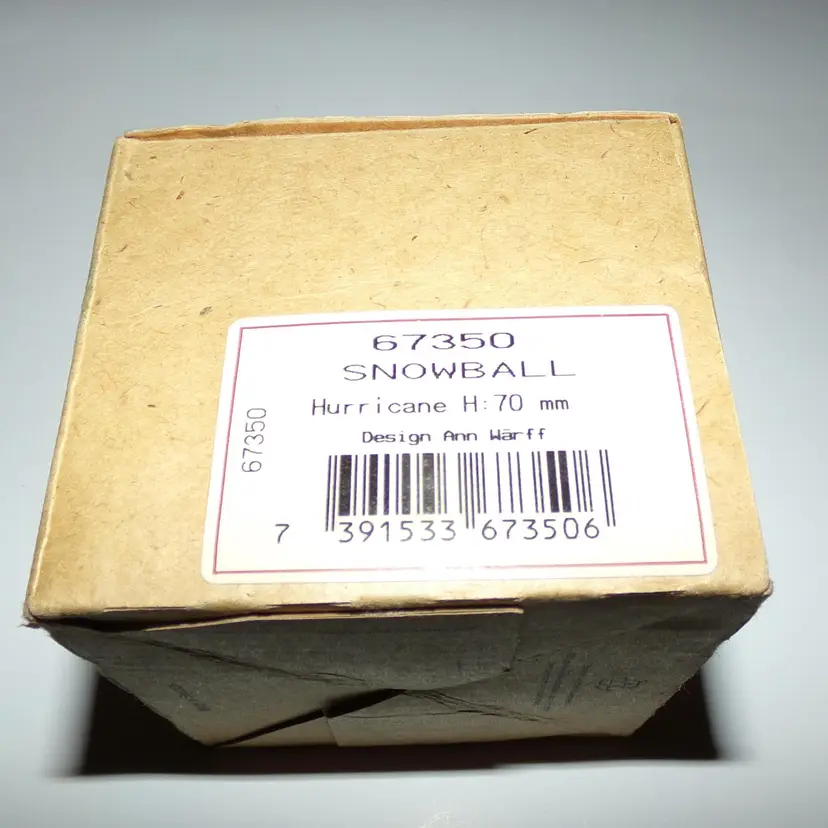 67350
SNOWBALL
Hurricane H:70 mm
Design Ann Wärff
67350
7 391533 673506